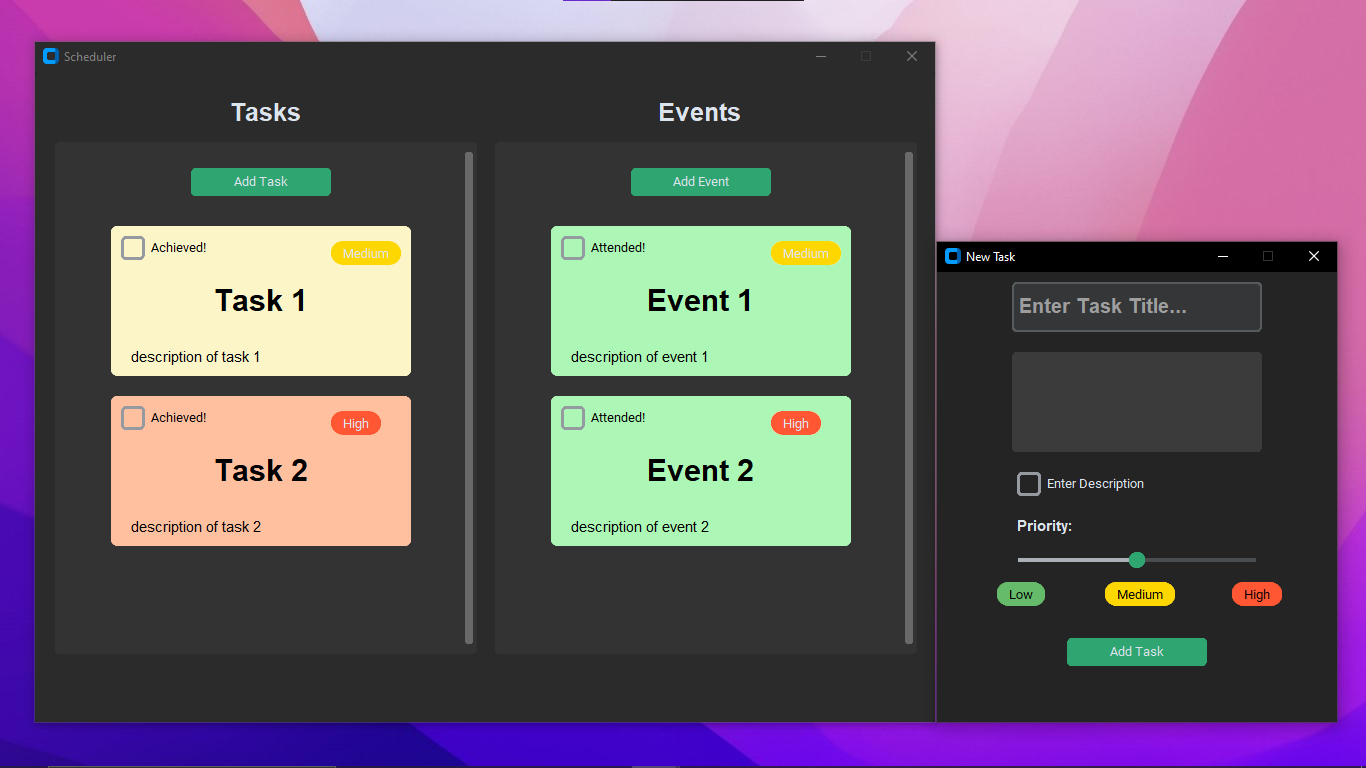 Scheduler
Tasks
Events
Add Task
Add Event
Achieved!
Medium
Task 1
description of task 1
Attended!
Medium
Event 1
description of event 1
Achieved!
High
Task 2
description of task 2
Attended!
High
Event 2
description of event 2
New Task
Enter Task Title...
Enter Description
Priority:
Low
Medium
High
Add Task